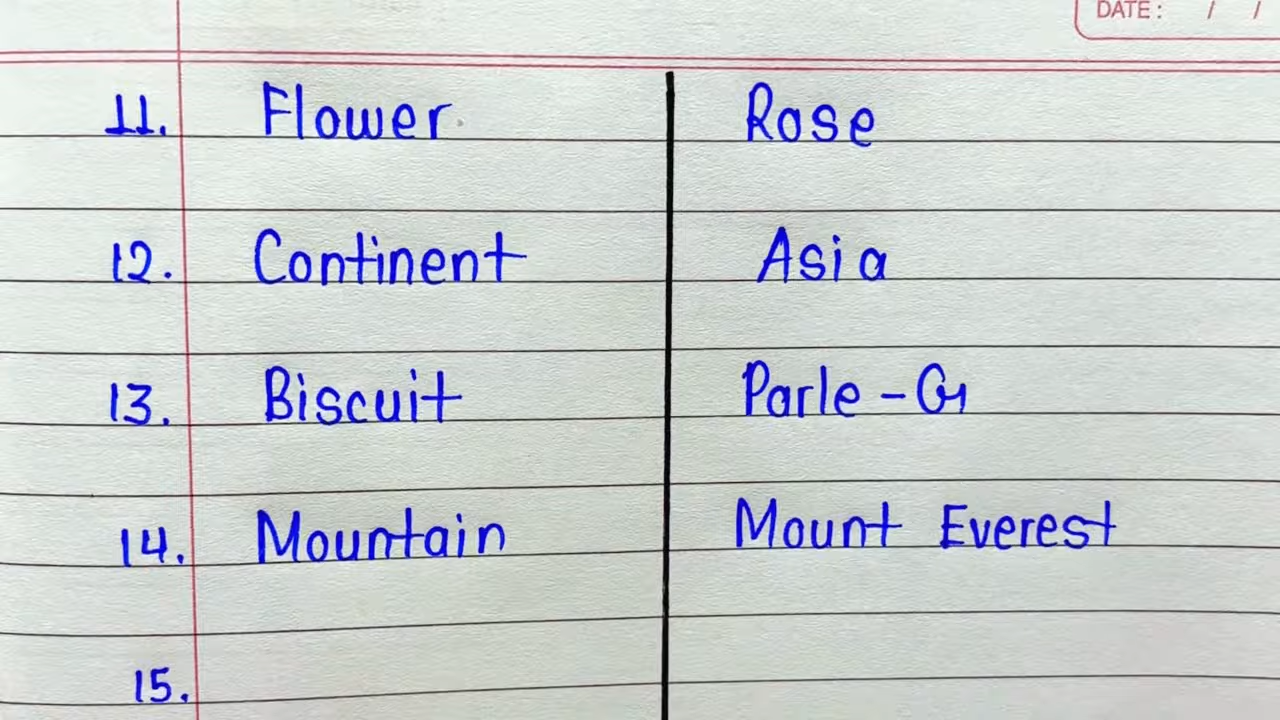 DATE: / /
11. Flower Rose
12. Continent Asia
13. Biscuit Parle-G
14. Mountain Mount Everest
15.